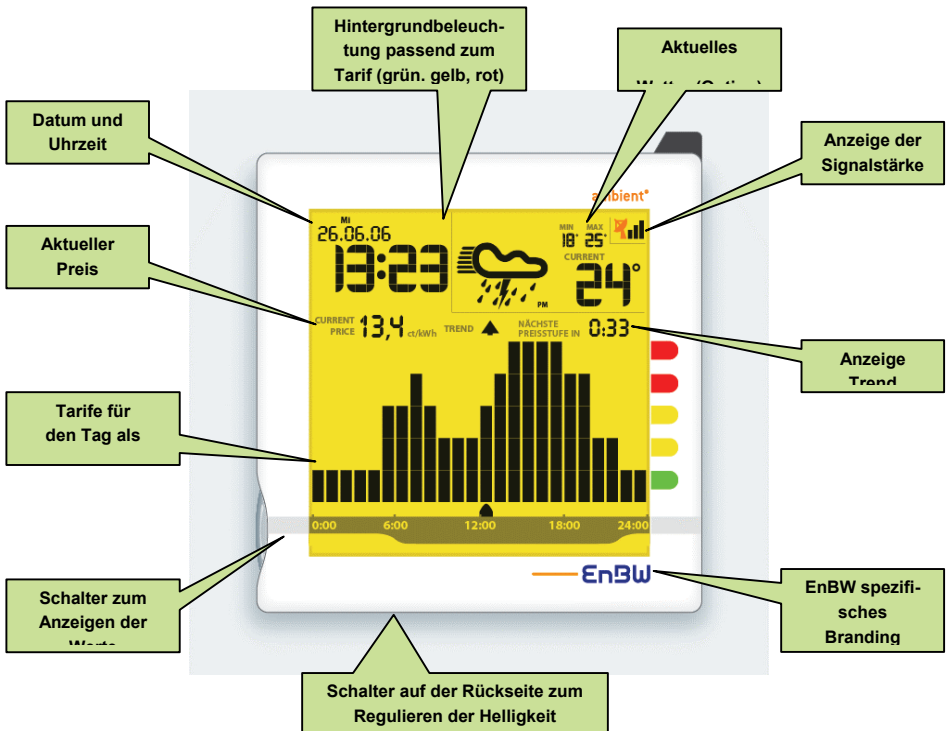 Hintergrundbeleuch-
tung passend zum
Tarif (grün. gelb, rot)
Aktuelles
Datum und
Uhrzeit
Anzeige der
Signalstärke
Aktueller
Preis
ambient
MI
26.06.06
13:23
MIN MAX
18° 25°
CURRENT
24°
PM
CURRENT
PRICE 13,4 ct/kWh TREND NÄCHSTE
PREISSTUFE IN 0:33
Anzeige
Trend
Tarife für
den Tag als
0:00 6:00 12:00 18:00 24:00
EnBW
Schalter zum
Anzeigen der
EnBW spezifi-
sches
Branding
Schalter auf der Rückseite zum
Regulieren der Helligkeit